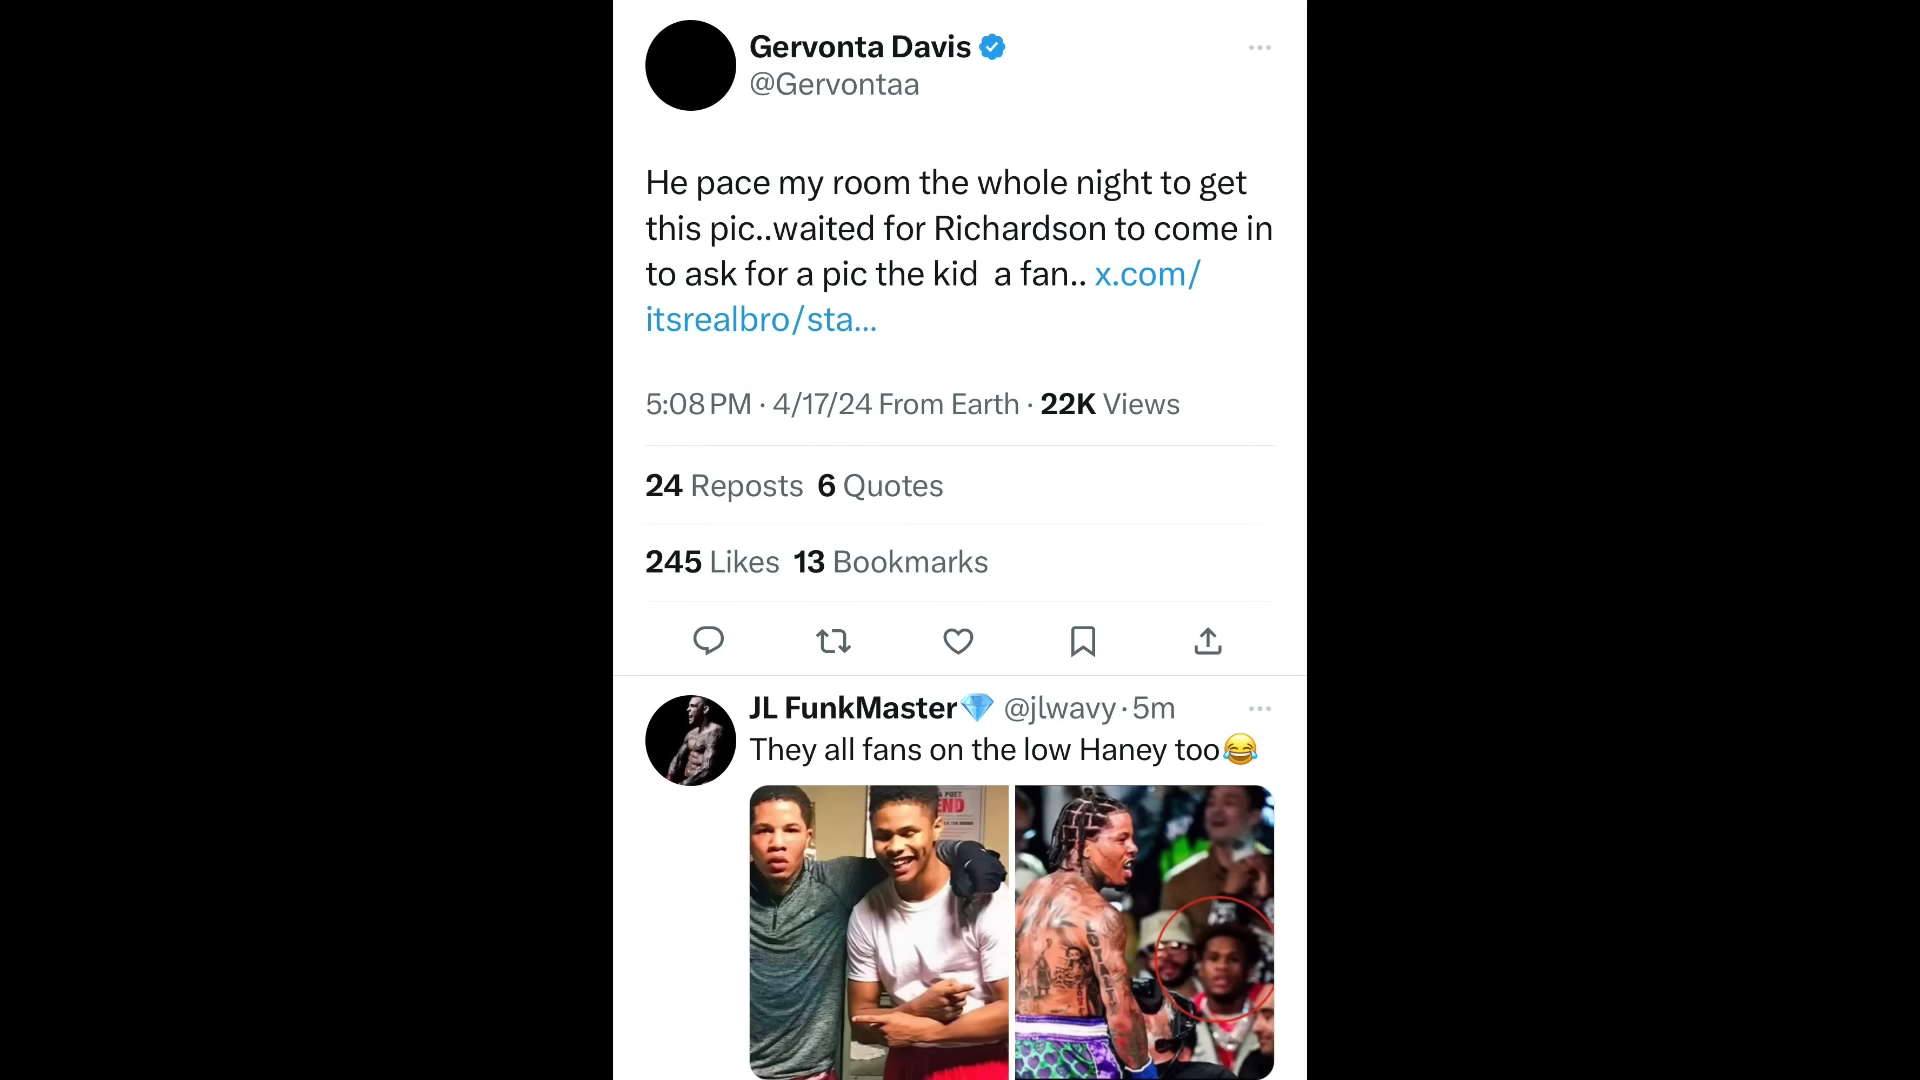 Gervonta Davis
@Gervontaa
He pace my room the whole night to get
this pic..waited for Richardson to come in
to ask for a pic the kid  a fan.. x.com/
itsrealbro/sta...
5:08 PM · 4/17/24 From Earth · 22K Views
24 Reposts 6 Quotes
245 Likes 13 Bookmarks
JL FunkMaster💎 @jlwavy · 5m
They all fans on the low Haney too😂
A POET
END